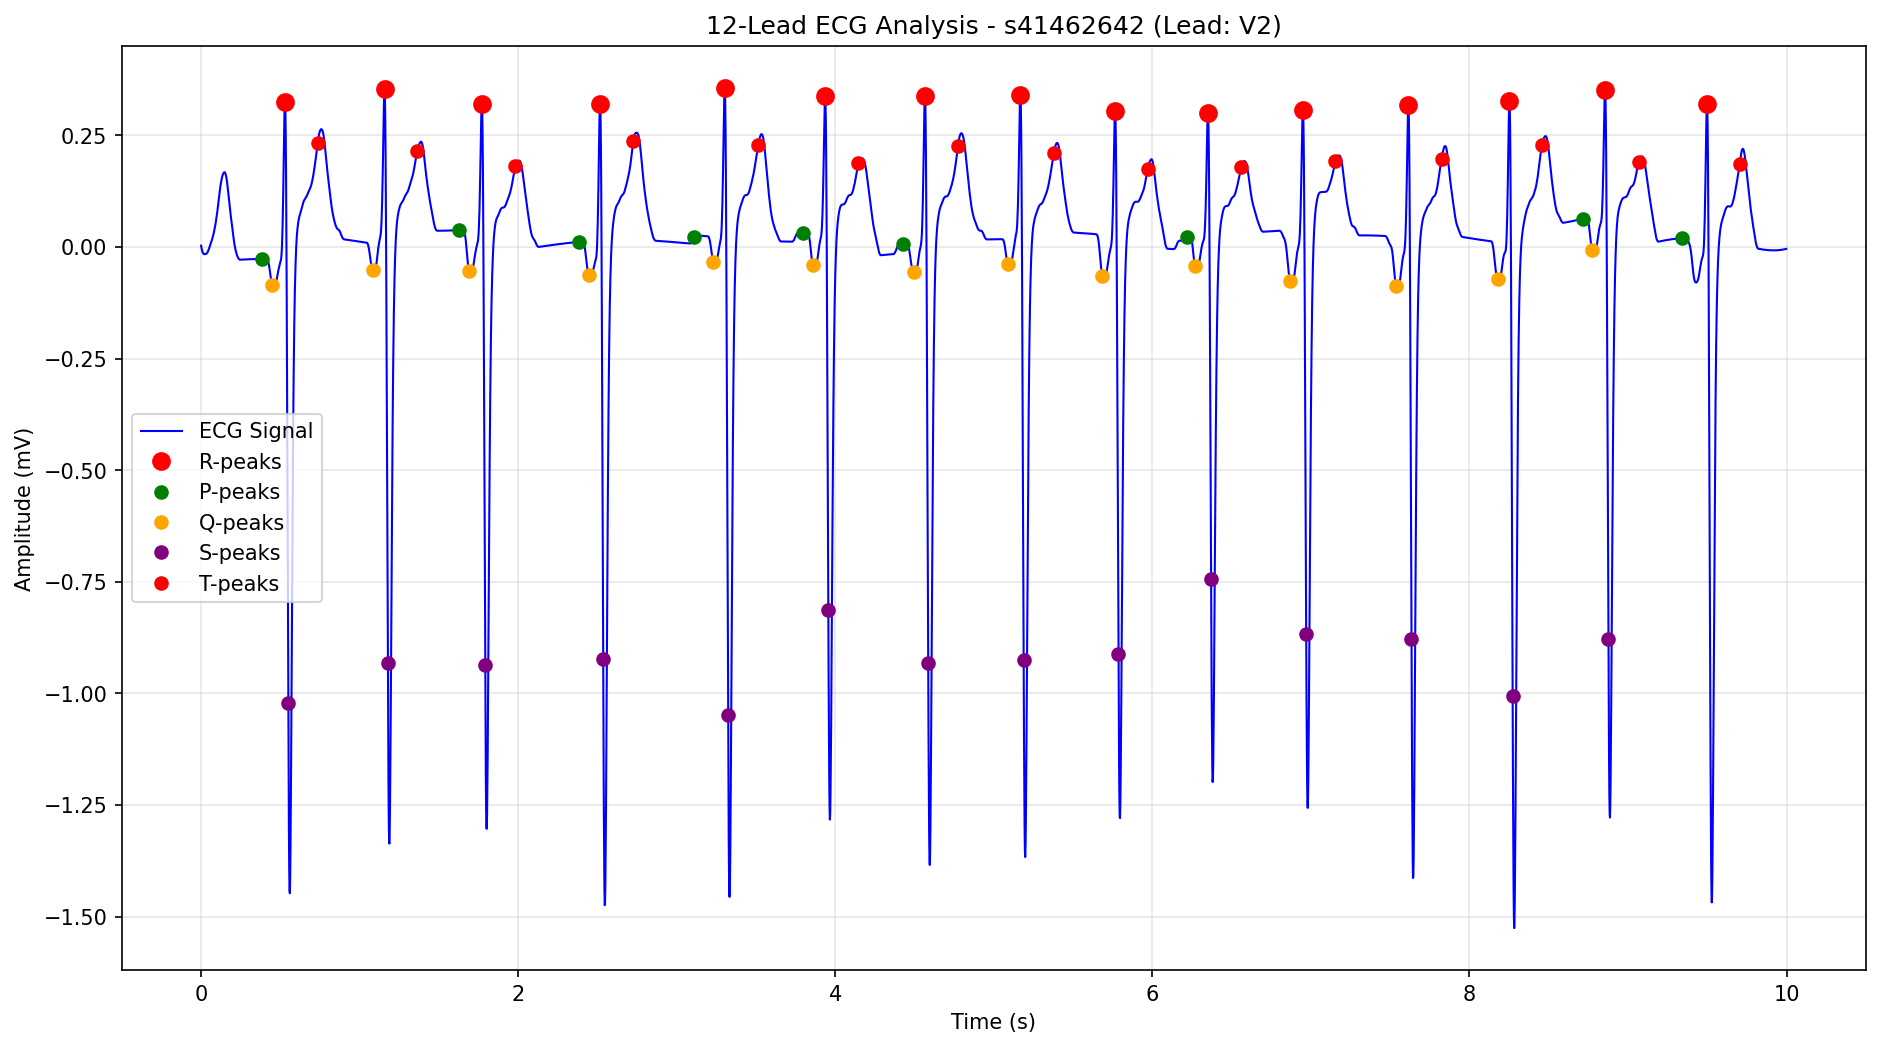 12-Lead ECG Analysis - s41462642 (Lead: V2)
0.25
0.00
−0.25
−0.50
−0.75
−1.00
−1.25
−1.50
Amplitude (mV)
ECG Signal
R-peaks
P-peaks
Q-peaks
S-peaks
T-peaks
0 2 4 6 8 10
Time (s)